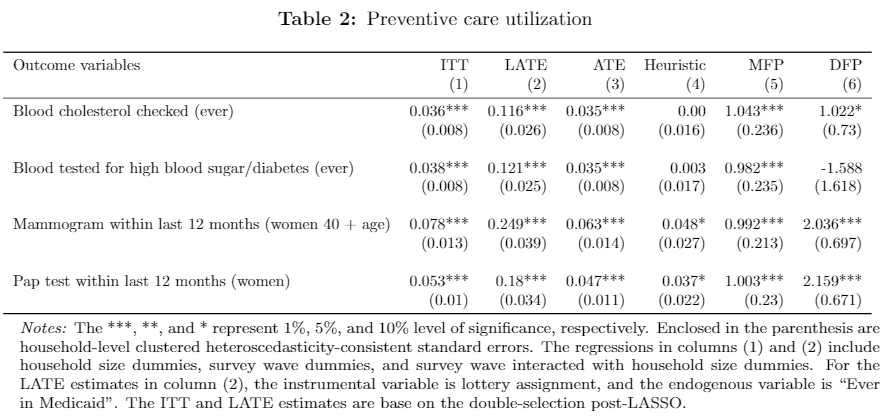 Table 2: Preventive care utilization
Outcome variables ITT LATE ATE Heuristic MFP DFP
(1) (2) (3) (4) (5) (6)
Blood cholesterol checked (ever) 0.036*** 0.116*** 0.035*** 0.00 1.043*** 1.022*
(0.008) (0.026) (0.008) (0.016) (0.236) (0.73)
Blood tested for high blood sugar/diabetes (ever) 0.038*** 0.121*** 0.035*** 0.003 0.982*** -1.588
(0.008) (0.025) (0.008) (0.017) (0.235) (1.618)
Mammogram within last 12 months (women 40 + age) 0.078*** 0.249*** 0.063*** 0.048* 0.992*** 2.036***
(0.013) (0.039) (0.014) (0.027) (0.213) (0.697)
Pap test within last 12 months (women) 0.053*** 0.18*** 0.047*** 0.037* 1.003*** 2.159***
(0.01) (0.034) (0.011) (0.022) (0.23) (0.671)
Notes: The ***, **, and * represent 1%, 5%, and 10% level of significance, respectively. Enclosed in the parenthesis are
household-level clustered heteroscedasticity-consistent standard errors. The regressions in columns (1) and (2) include
household size dummies, survey wave dummies, and survey wave interacted with household size dummies. For the
LATE estimates in column (2), the instrumental variable is lottery assignment, and the endogenous variable is “Ever
in Medicaid”. The ITT and LATE estimates are base on the double-selection post-LASSO.